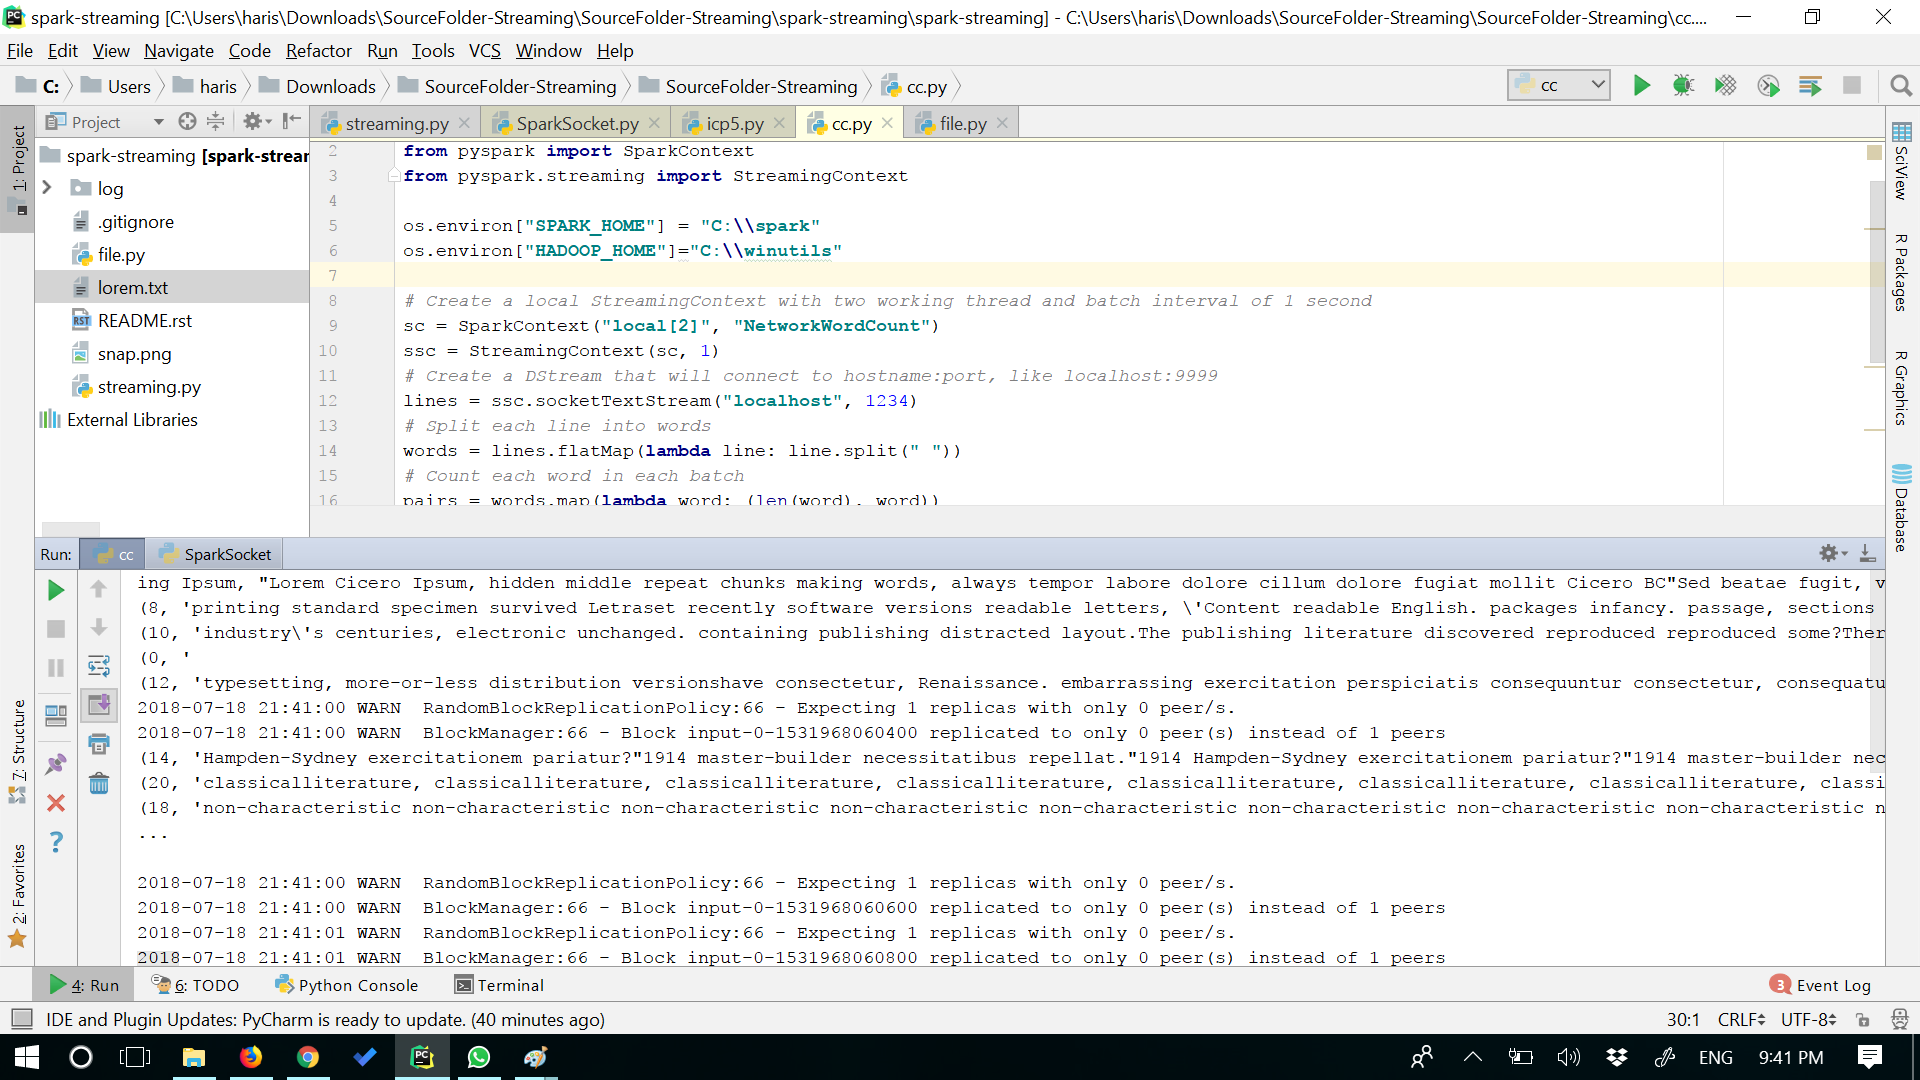 spark-streaming [C:\Users\haris\Downloads\SourceFolder-Streaming\SourceFolder-Streaming\spark-streaming\spark-streaming] - C:\Users\haris\Downloads\SourceFolder-Streaming\SourceFolder-Streaming\cc....
File Edit View Navigate Code Refactor Run Tools VCS Window Help
C: Users haris Downloads SourceFolder-Streaming SourceFolder-Streaming cc.py
cc
Project
streaming.py SparkSocket.py icp5.py cc.py file.py
1: Project
spark-streaming [spark-strear
log
.gitignore
file.py
lorem.txt
README.rst
snap.png
streaming.py
External Libraries
2 from pyspark import SparkContext
3 from pyspark.streaming import StreamingContext
4
5 os.environ["SPARK_HOME"] = "C:\\spark"
6 os.environ["HADOOP_HOME"]="C:\\winutils"
7
8 # Create a local StreamingContext with two working thread and batch interval of 1 second
9 sc = SparkContext("local[2]", "NetworkWordCount")
10 ssc = StreamingContext(sc, 1)
11 # Create a DStream that will connect to hostname:port, like localhost:9999
12 lines = ssc.socketTextStream("localhost", 1234)
13 # Split each line into words
14 words = lines.flatMap(lambda line: line.split(" "))
15 # Count each word in each batch
16 pairs = words.map(lambda word: (len(word), word))
SciView
R Packages
R Graphics
Database
Run: cc SparkSocket
ing Ipsum, "Lorem Cicero Ipsum, hidden middle repeat chunks making words, always tempor labore dolore cillum dolore fugiat mollit Cicero BC"Sed beatae fugit, v
(8, 'printing standard specimen survived Letraset recently software versions readable letters, \'Content readable English. packages infancy. passage, sections
(10, 'industry\'s centuries, electronic unchanged. containing publishing distracted layout.The publishing literature discovered reproduced reproduced some?Ther
(0, '
(12, 'typesetting, more-or-less distribution versionshave consectetur, Renaissance. embarrassing exercitation perspiciatis consequuntur consectetur, consequatu
2018-07-18 21:41:00 WARN  RandomBlockReplicationPolicy:66 - Expecting 1 replicas with only 0 peer/s.
2018-07-18 21:41:00 WARN  BlockManager:66 - Block input-0-1531968060400 replicated to only 0 peer(s) instead of 1 peers
(14, 'Hampden-Sydney exercitationem pariatur?"1914 master-builder necessitatibus repellat."1914 Hampden-Sydney exercitationem pariatur?"1914 master-builder nec
(20, 'classicalliterature, classicalliterature, classicalliterature, classicalliterature, classicalliterature, classicalliterature, classicalliterature, classi
(18, 'non-characteristic non-characteristic non-characteristic non-characteristic non-characteristic non-characteristic non-characteristic non-characteristic n
...
2018-07-18 21:41:00 WARN  RandomBlockReplicationPolicy:66 - Expecting 1 replicas with only 0 peer/s.
2018-07-18 21:41:00 WARN  BlockManager:66 - Block input-0-1531968060600 replicated to only 0 peer(s) instead of 1 peers
2018-07-18 21:41:01 WARN  RandomBlockReplicationPolicy:66 - Expecting 1 replicas with only 0 peer/s.
2018-07-18 21:41:01 WARN  BlockManager:66 - Block input-0-1531968060800 replicated to only 0 peer(s) instead of 1 peers
7: Structure
2: Favorites
4: Run 6: TODO Python Console Terminal 3 Event Log
IDE and Plugin Updates: PyCharm is ready to update. (40 minutes ago) 30:1 CRLF UTF-8
ENG 9:41 PM